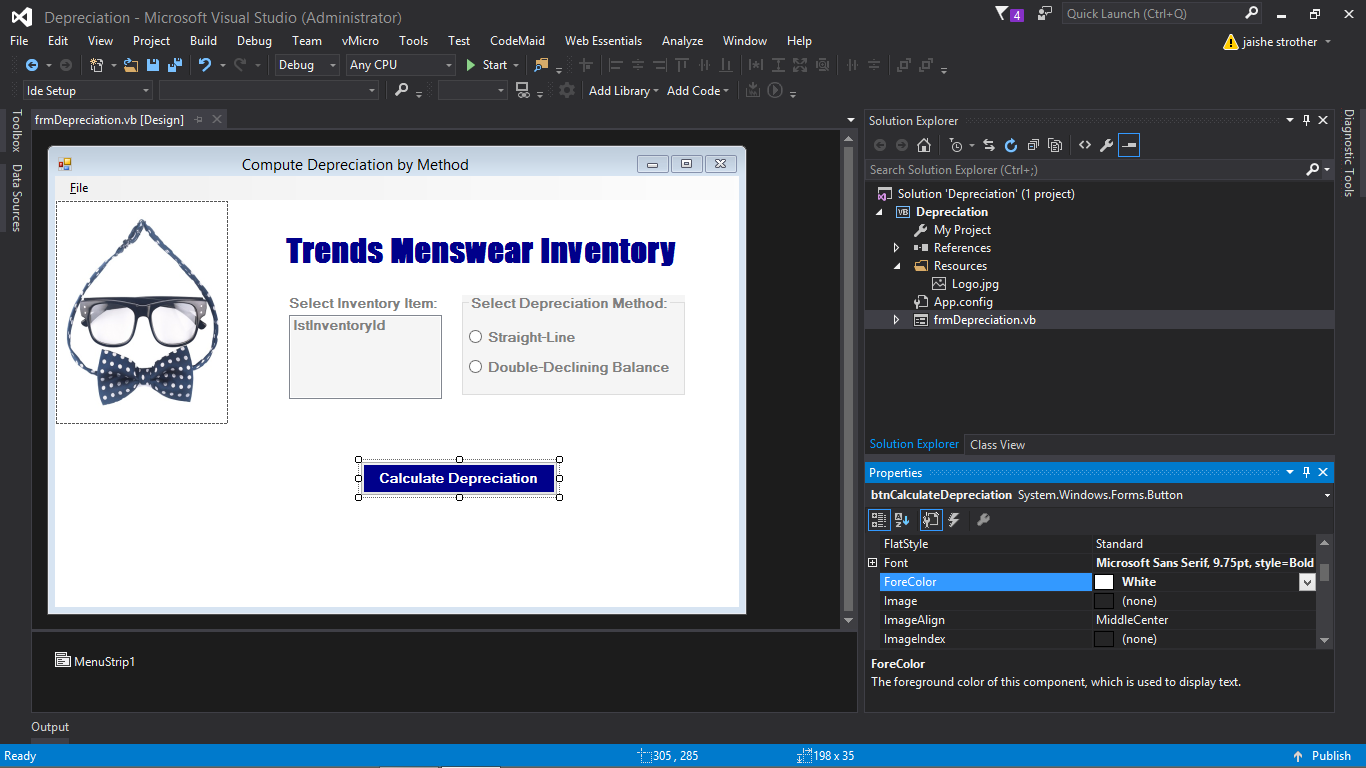 Depreciation - Microsoft Visual Studio (Administrator)
4
Quick Launch (Ctrl+Q)
File Edit View Project Build Debug Team vMicro Tools Test CodeMaid Web Essentials Analyze Window Help
jaishe strother
Debug Any CPU Start
Ide Setup Add Library Add Code
Toolbox
Data Sources
frmDepreciation.vb [Design]
Compute Depreciation by Method
File
Trends Menswear Inventory
Select Inventory Item:
lstInventoryId
Select Depreciation Method:
Straight-Line
Double-Declining Balance
Calculate Depreciation
MenuStrip1
Solution Explorer
Search Solution Explorer (Ctrl+;)
Solution 'Depreciation' (1 project)
VB Depreciation
My Project
References
Resources
Logo.jpg
App.config
frmDepreciation.vb
Solution Explorer Class View
Properties
btnCalculateDepreciation System.Windows.Forms.Button
FlatStyle Standard
Font Microsoft Sans Serif, 9.75pt, style=Bold
ForeColor White
Image (none)
ImageAlign MiddleCenter
ImageIndex (none)
ForeColor
The foreground color of this component, which is used to display text.
Diagnostic Tools
Output
Ready 305 , 285 198 x 35 Publish